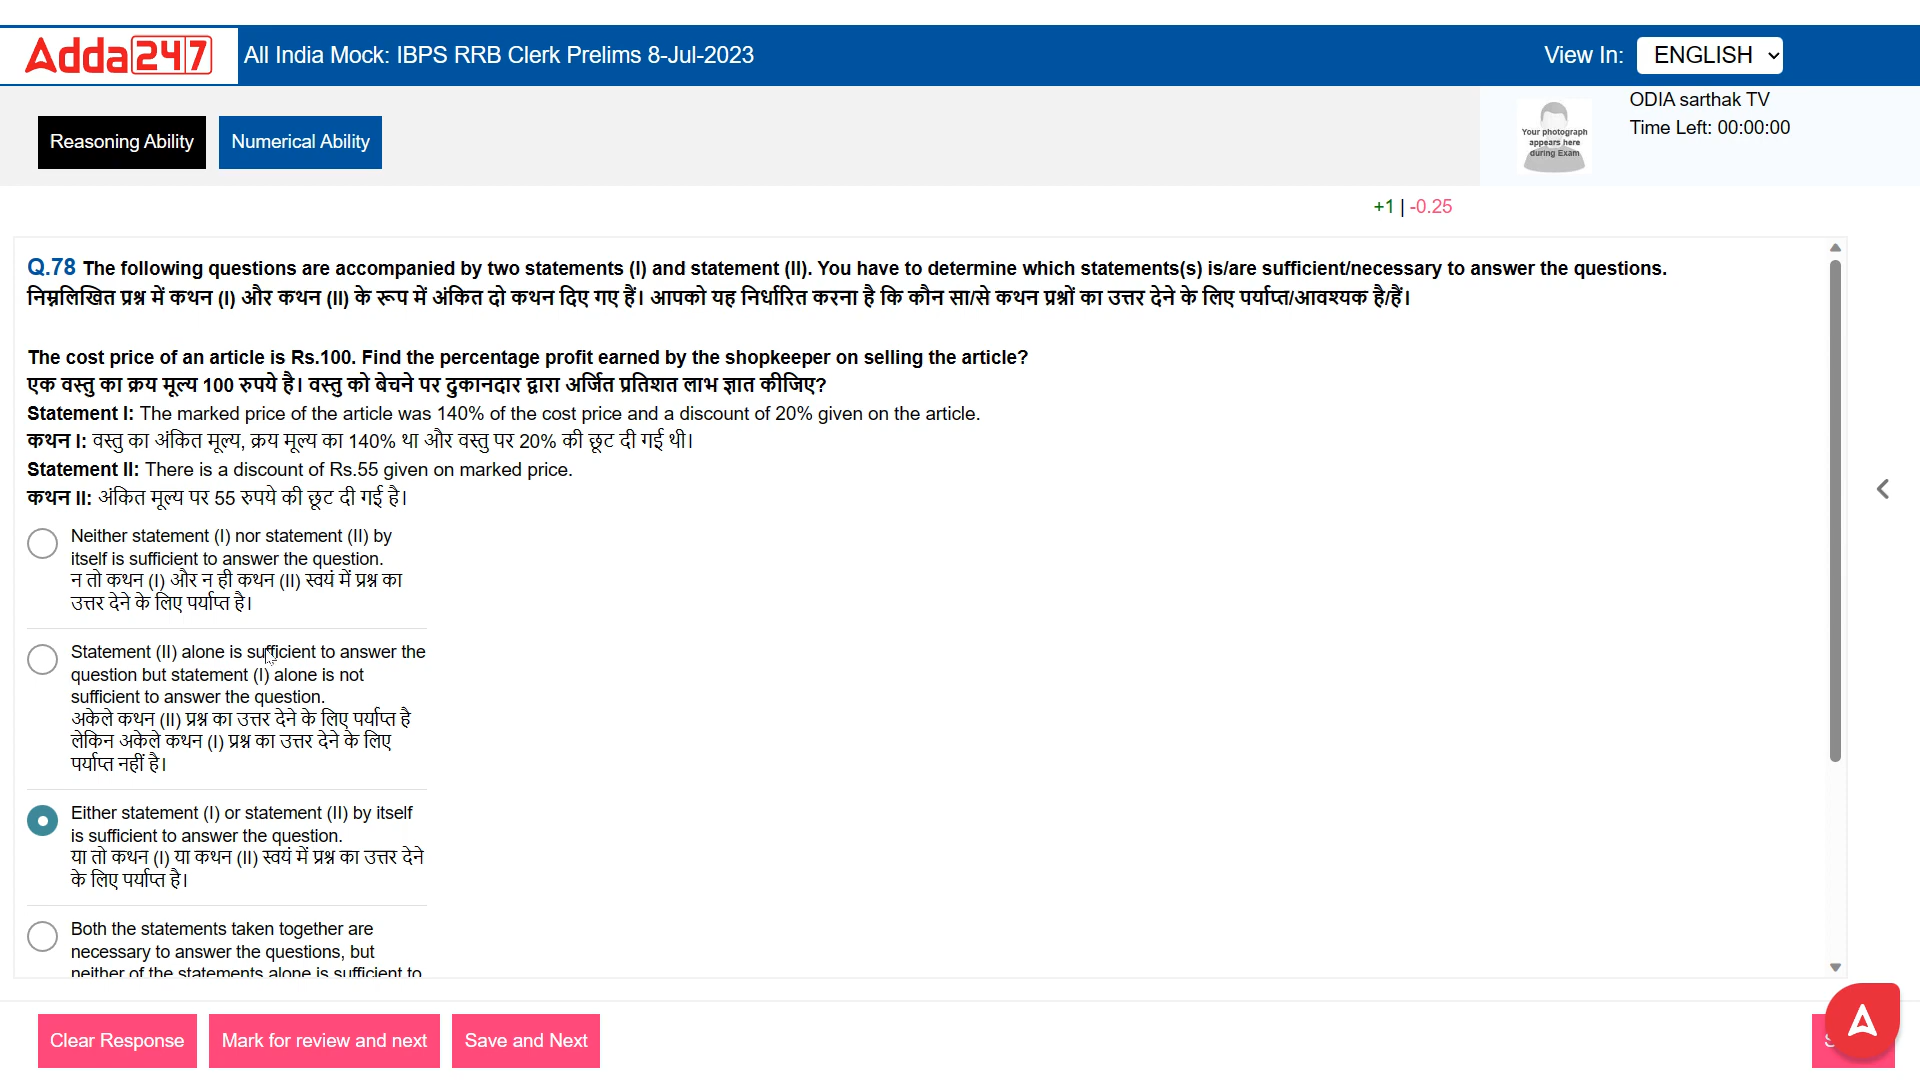 Adda247 All India Mock: IBPS RRB Clerk Prelims 8-Jul-2023 View In: ENGLISH
Reasoning Ability Numerical Ability
Your photograph
appears here
during Exam
ODIA sarthak TV
Time Left: 00:00:00
+1 | -0.25
Q.78 The following questions are accompanied by two statements (I) and statement (II). You have to determine which statements(s) is/are sufficient/necessary to answer the questions.
निम्नलिखित प्रश्न में कथन (I) और कथन (II) के रूप में अंकित दो कथन दिए गए हैं। आपको यह निर्धारित करना है कि कौन सा/से कथन प्रश्नों का उत्तर देने के लिए पर्याप्त/आवश्यक है/हैं।
The cost price of an article is Rs.100. Find the percentage profit earned by the shopkeeper on selling the article?
एक वस्तु का क्रय मूल्य 100 रुपये है। वस्तु को बेचने पर दुकानदार द्वारा अर्जित प्रतिशत लाभ ज्ञात कीजिए?
Statement I: The marked price of the article was 140% of the cost price and a discount of 20% given on the article.
कथन I: वस्तु का अंकित मूल्य, क्रय मूल्य का 140% था और वस्तु पर 20% की छूट दी गई थी।
Statement II: There is a discount of Rs.55 given on marked price.
कथन II: अंकित मूल्य पर 55 रुपये की छूट दी गई है।
Neither statement (I) nor statement (II) by
itself is sufficient to answer the question.
न तो कथन (I) और न ही कथन (II) स्वयं में प्रश्न का
उत्तर देने के लिए पर्याप्त है।
Statement (II) alone is sufficient to answer the
question but statement (I) alone is not
sufficient to answer the question.
अकेले कथन (II) प्रश्न का उत्तर देने के लिए पर्याप्त है
लेकिन अकेले कथन (I) प्रश्न का उत्तर देने के लिए
पर्याप्त नहीं है।
Either statement (I) or statement (II) by itself
is sufficient to answer the question.
या तो कथन (I) या कथन (II) स्वयं में प्रश्न का उत्तर देने
के लिए पर्याप्त है।
Both the statements taken together are
necessary to answer the questions, but
neither of the statements alone is sufficient to
Clear Response Mark for review and next Save and Next